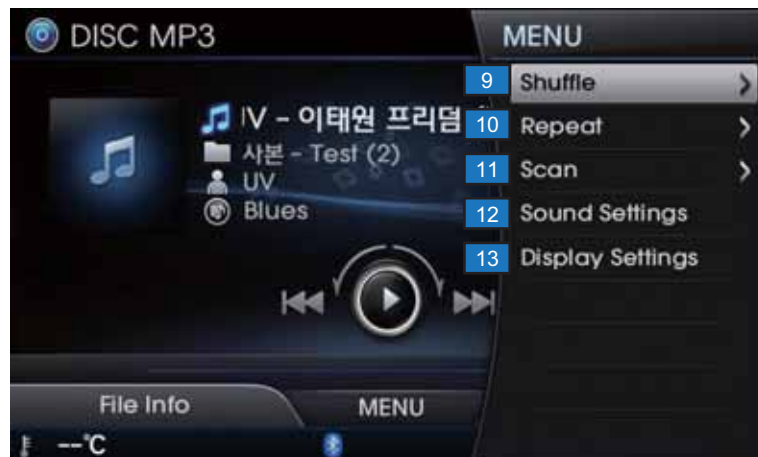 DISC MP3
MENU
9 Shuffle
IV - 이태원 프리덤
10 Repeat
사본 - Test (2)
11 Scan
UV
12 Sound Settings
Blues
13 Display Settings
File Info
MENU
--°C